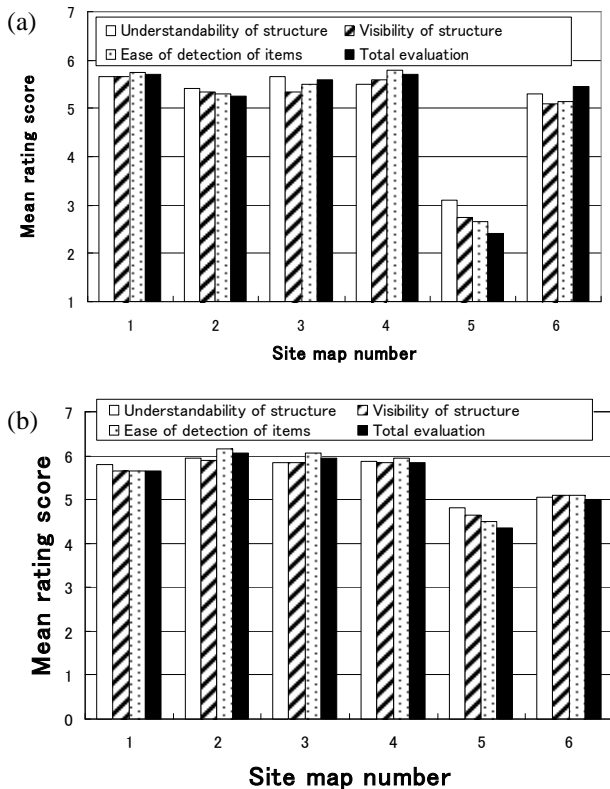 (a)
7
Understandability of structure Visibility of structure
Ease of detection of items Total evaluation
6
5
4
3
2
1
Mean rating score
1 2 3 4 5 6
Site map number
(b)
7
Understandability of structure Visibility of structure
Ease of detection of items Total evaluation
6
5
4
3
2
1
0
Mean rating score
1 2 3 4 5 6
Site map number